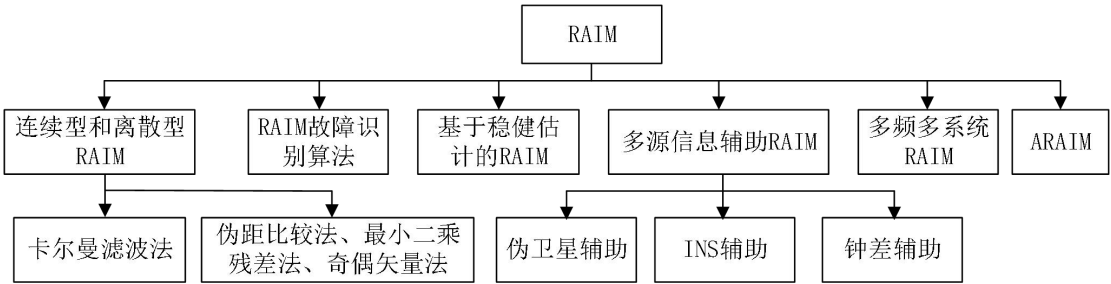 RAIM
连续型和离散型
RAIM
RAIM故障识
别算法
基于稳健估
计的RAIM
多源信息辅助RAIM
多频多系统
RAIM
ARAIM
卡尔曼滤波法
伪距比较法、最小二乘
残差法、奇偶矢量法
伪卫星辅助
INS辅助
钟差辅助